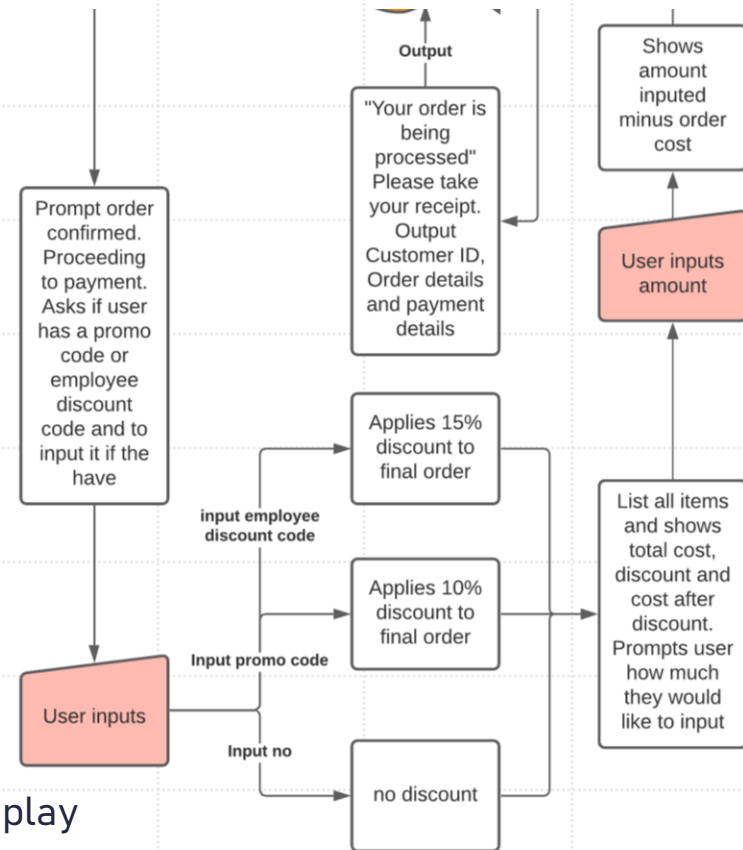 Output
"Your order is
being
processed"
Please take
your receipt.
Output
Customer ID,
Order details
and payment
details
Shows
amount
inputed
minus order
cost
Prompt order
confirmed.
Proceeding
to payment.
Asks if user
has a promo
code or
employee
discount
code and to
input it if the
have
User inputs
amount
Applies 15%
discount to
final order
input employee
discount code
Applies 10%
discount to
final order
Input promo code
List all items
and shows
total cost,
discount and
cost after
discount.
Prompts user
how much
they would
like to input
User inputs
Input no
no discount
play